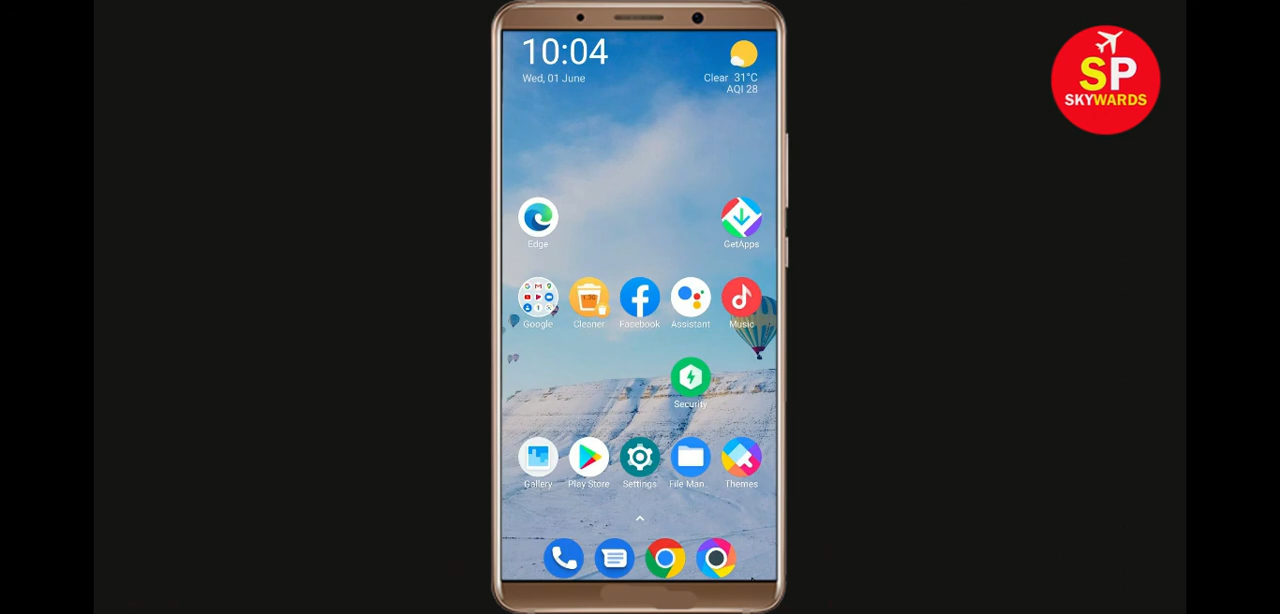 10:04
Wed, 01 June
Clear 31°C
AQI 28
SP
SKYWARDS
Edge
GetApps
Google
Cleaner
Facebook
Assistant
Music
Security
Gallery
Play Store
Settings
File Man
Themes